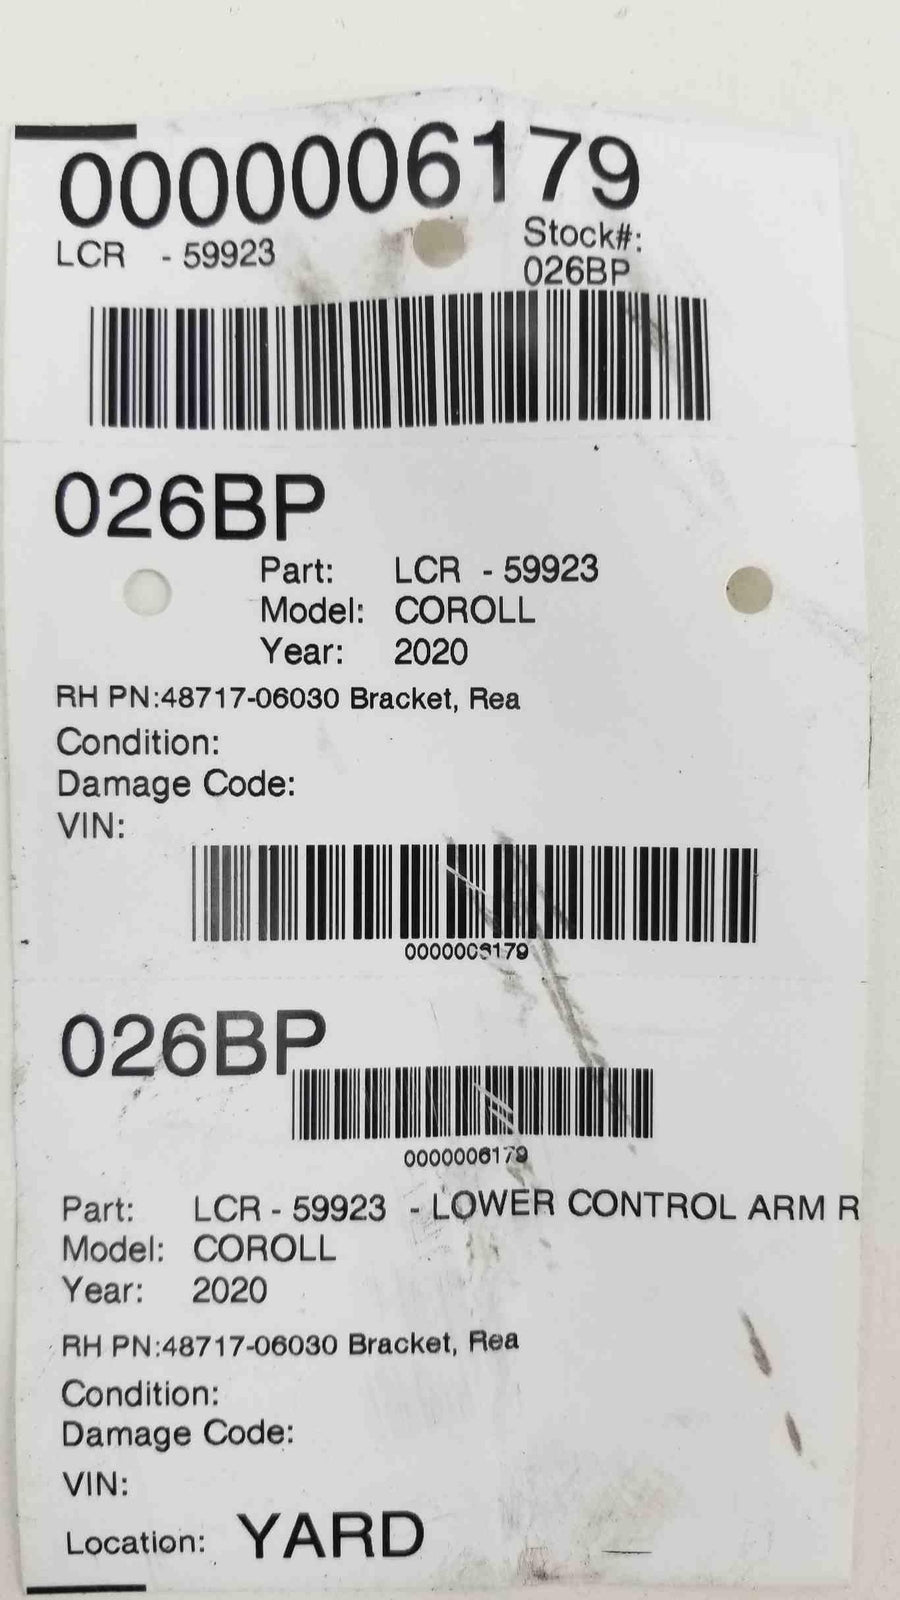 0000006179
LCR - 59923
Stock#:
026BP
026BP
Part: LCR - 59923
Model: COROLL
Year: 2020
RH PN:48717-06030 Bracket, Rea
Condition:
Damage Code:
VIN:
0000006179
026BP
0000006179
Part: LCR - 59923 - LOWER CONTROL ARM R
Model: COROLL
Year: 2020
RH PN:48717-06030 Bracket, Rea
Condition:
Damage Code:
VIN:
Location: YARD